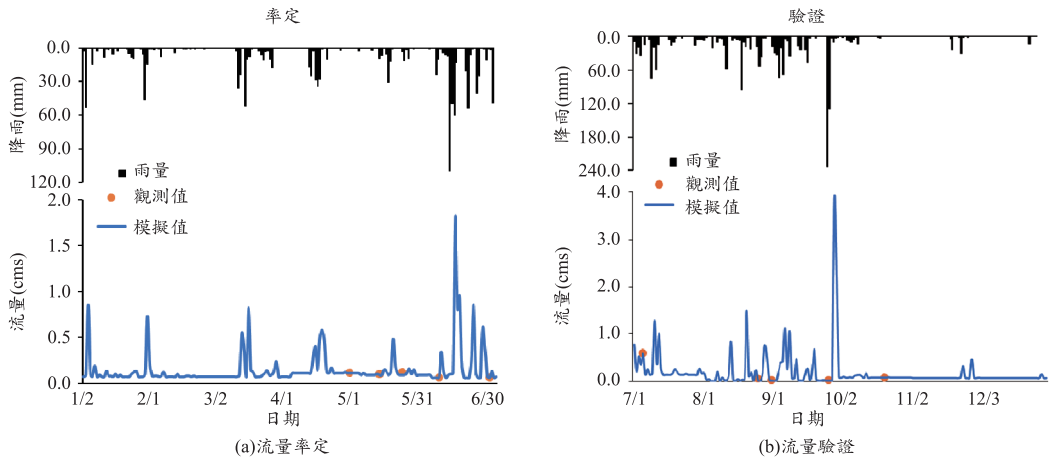 率定
0.0
30.0
60.0
90.0
120.0
降雨(mm)
雨量
觀測值
模擬值
2.0
1.5
1.0
0.5
0.0
流量(cms)
1/2 2/1 3/2 4/1 5/1 5/31 6/30
日期
(a)流量率定
驗證
0.0
60.0
120.0
180.0
240.0
降雨(mm)
雨量
觀測值
模擬值
4.0
3.0
2.0
1.0
0.0
流量(cms)
7/1 8/1 9/1 10/2 11/2 12/3
日期
(b)流量驗證